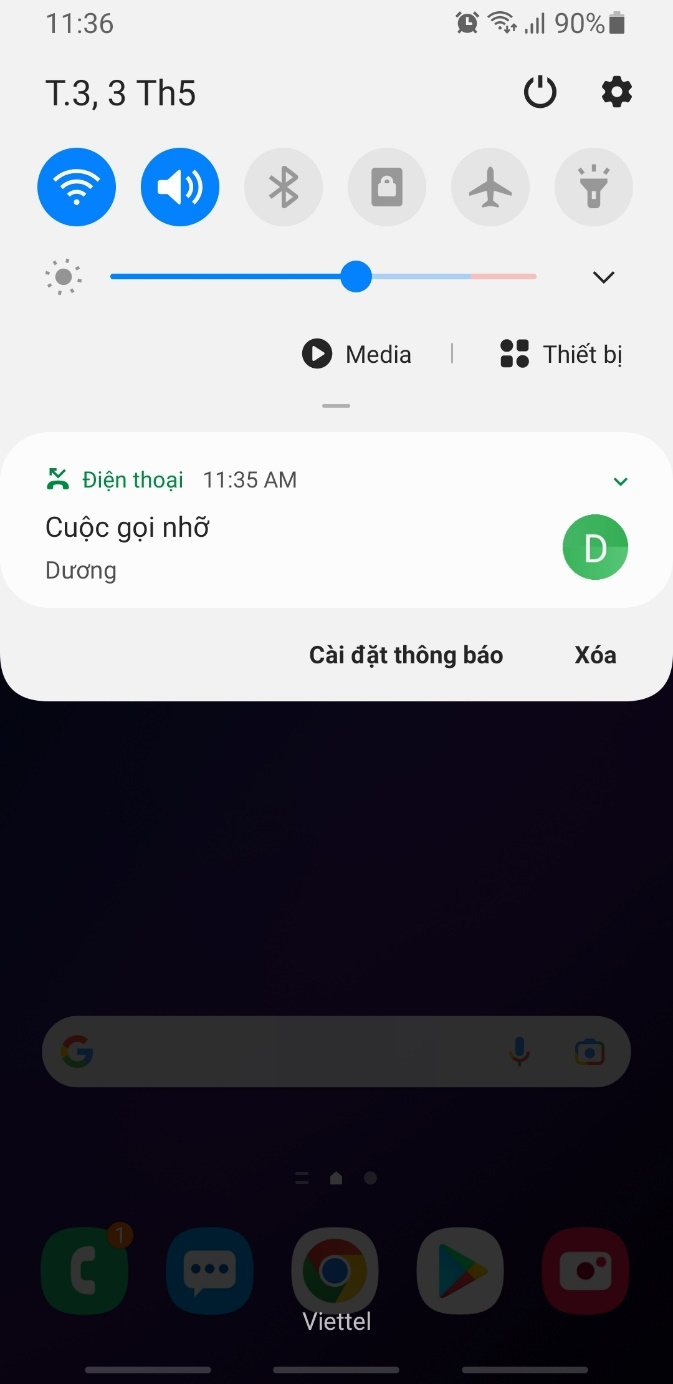 11:36 90%
T.3, 3 Th5
Media | Thiết bị
Điện thoại 11:35 AM
Cuộc gọi nhỡ
Dương
D
Cài đặt thông báo Xóa
1
Viettel